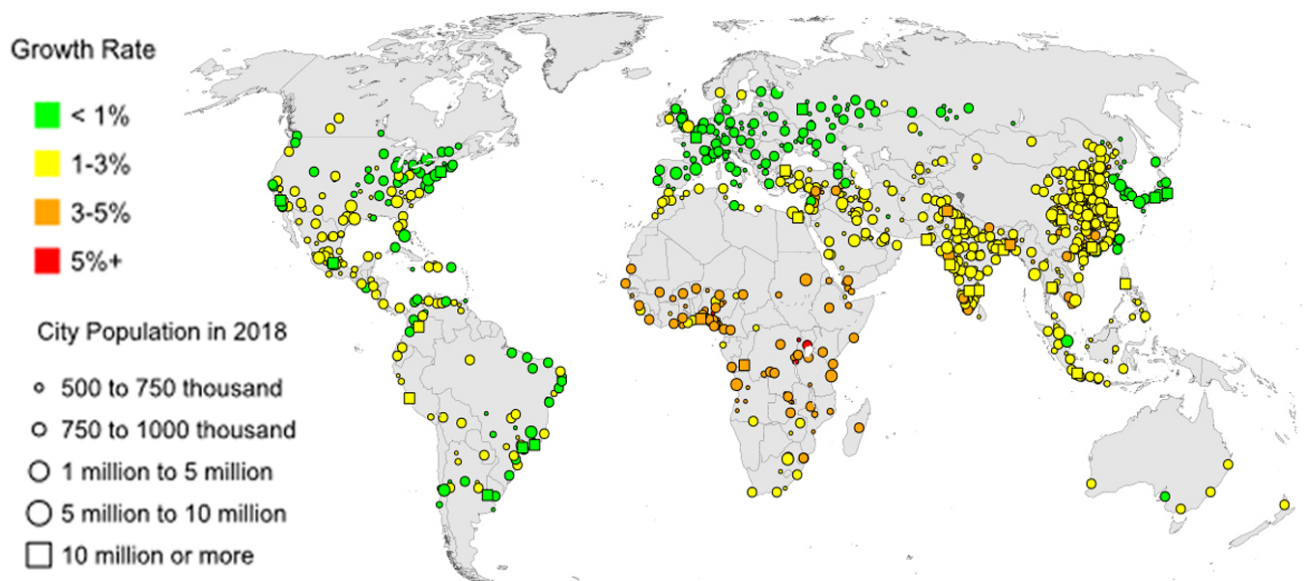 Growth Rate
< 1%
1-3%
3-5%
5%+
City Population in 2018
500 to 750 thousand
750 to 1000 thousand
1 million to 5 million
5 million to 10 million
10 million or more